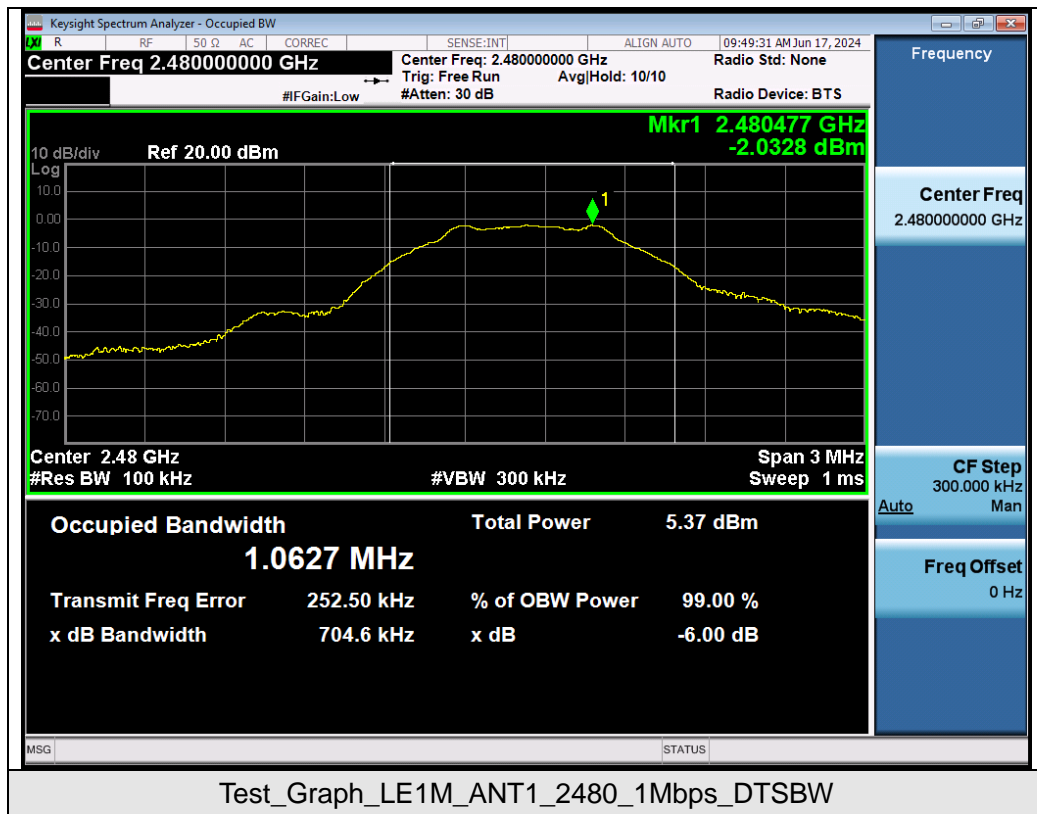 Keysight Spectrum Analyzer - Occupied BW
LXI R RF 50 Ω AC CORREC SENSE:INT ALIGN AUTO 09:49:31 AM Jun 17, 2024
Center Freq 2.480000000 GHz
#IFGain:Low
Center Freq: 2.480000000 GHz
Trig: Free Run Avg|Hold: 10/10
#Atten: 30 dB
Radio Std: None
Radio Device: BTS
Mkr1 2.480477 GHz
-2.0328 dBm
10 dB/div Ref 20.00 dBm
Log
10.0
0.00
-10.0
-20.0
-30.0
-40.0
-50.0
-60.0
-70.0
1
Center 2.48 GHz Span 3 MHz
#Res BW 100 kHz #VBW 300 kHz Sweep 1 ms
Occupied Bandwidth Total Power 5.37 dBm
1.0627 MHz
Transmit Freq Error 252.50 kHz % of OBW Power 99.00 %
x dB Bandwidth 704.6 kHz x dB -6.00 dB
Frequency
Center Freq
2.480000000 GHz
CF Step
300.000 kHz
Auto Man
Freq Offset
0 Hz
MSG STATUS
Test_Graph_LE1M_ANT1_2480_1Mbps_DTSBW